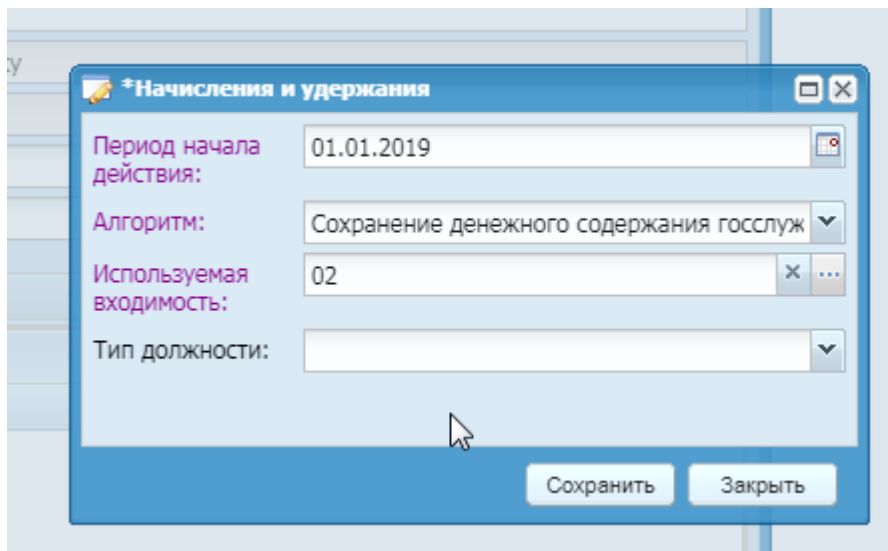 *Начисления и удержания
Период начала
действия:
01.01.2019
Алгоритм:
Сохранение денежного содержания госслуж
Используемая
входимость:
02
Тип должности:
Сохранить
Закрыть